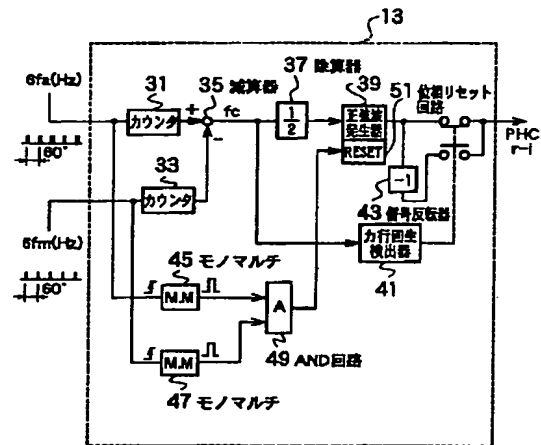 13
6fa(Hz)
60°
31
カウンタ
+
-
35 減算器
fc
37 除算器
1/2
39
正弦波
発生器
RESET
51 位相リセット
回路
PHC
r-i
-1
43 信号反転器
33
カウンタ
6fm(Hz)
60°
力行回生
検出器
41
45 モノマルチ
M.M
A
49 AND回路
M.M
47 モノマルチ